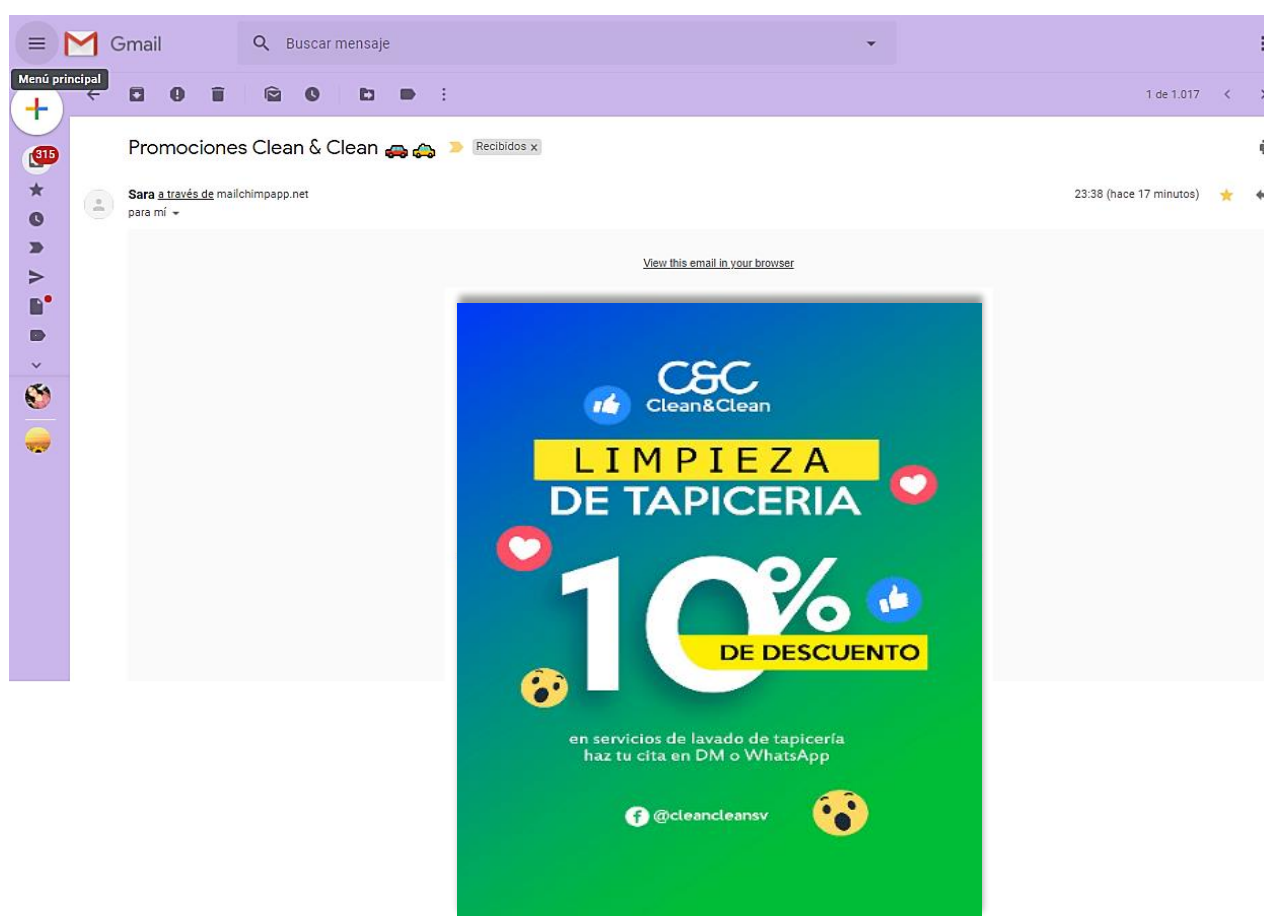 Gmail
Buscar mensaje
Menú principal
1 de 1.017
315
Promociones Clean & Clean 🚗 🚕 Recibidos x
Sara a través de mailchimpapp.net
23:38 (hace 17 minutos)
para mí
View this email in your browser
C&C
Clean&Clean
LIMPIEZA
DE TAPICERIA
10%
DE DESCUENTO
en servicios de lavado de tapicería
haz tu cita en DM o WhatsApp
@cleancleansv